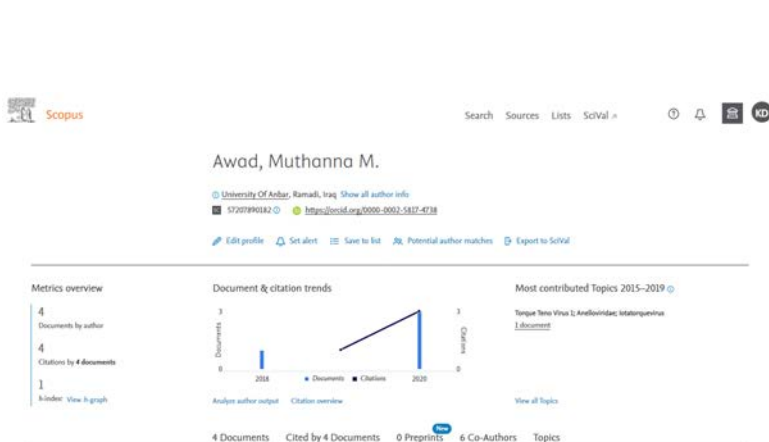 Scopus
Search Sources Lists SciVal
KD
Awad, Muthanna M.
University Of Anbar, Ramadi, Iraq Show all author info
SC 57207890182 https://orcid.org/0000-0002-5817-4738
Edit profile Set alert Save to list Potential author matches Export to SciVal
Metrics overview
4
Documents by author
4
Citations by 4 documents
1
h-index: View h-graph
Document & citation trends
3
3
Documents
Citations
0
0
2018
2020
Documents Citations
Analyze author output Citation overview
Most contributed Topics 2015–2019
Torque Teno Virus 1; Anelloviridae; Iotatorquevirus
1 document
View all Topics
New
4 Documents Cited by 4 Documents 0 Preprints 6 Co-Authors Topics